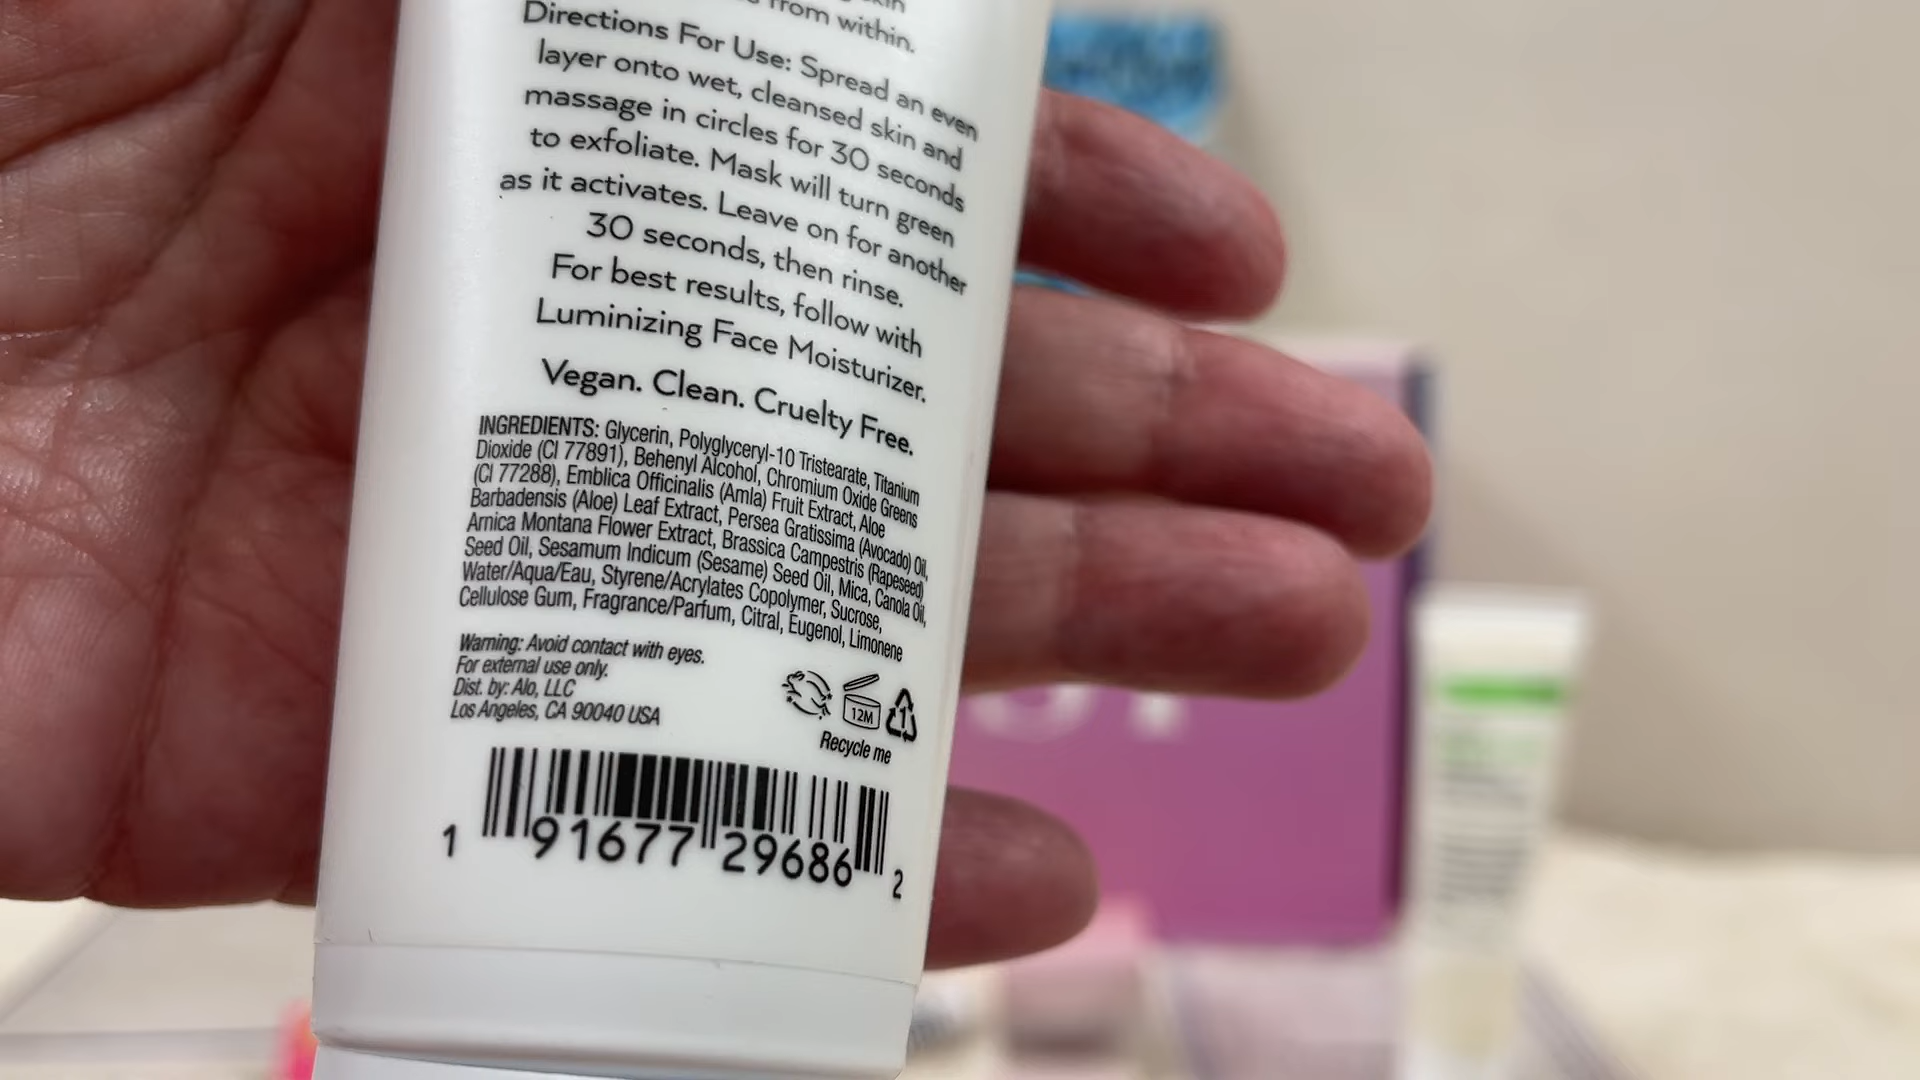 from within.
Directions For Use: Spread an even
layer onto wet, cleansed skin and
massage in circles for 30 seconds
to exfoliate. Mask will turn green
as it activates. Leave on for another
30 seconds, then rinse.
For best results, follow with
Luminizing Face Moisturizer.
Vegan. Clean. Cruelty Free.
INGREDIENTS: Glycerin, Polyglyceryl-10 Tristearate, Titanium
Dioxide (CI 77891), Behenyl Alcohol, Chromium Oxide Greens
(CI 77288), Emblica Officinalis (Amla) Fruit Extract, Aloe
Barbadensis (Aloe) Leaf Extract, Persea Gratissima (Avocado) Oil,
Arnica Montana Flower Extract, Brassica Campestris (Rapeseed)
Seed Oil, Sesamum Indicum (Sesame) Seed Oil, Mica, Canola Oil,
Water/Aqua/Eau, Styrene/Acrylates Copolymer, Sucrose,
Cellulose Gum, Fragrance/Parfum, Citral, Eugenol, Limonene
Warning: Avoid contact with eyes.
For external use only.
Dist. by: Alo, LLC
Los Angeles, CA 90040 USA
12M
1
Recycle me
1 91677 29686 2